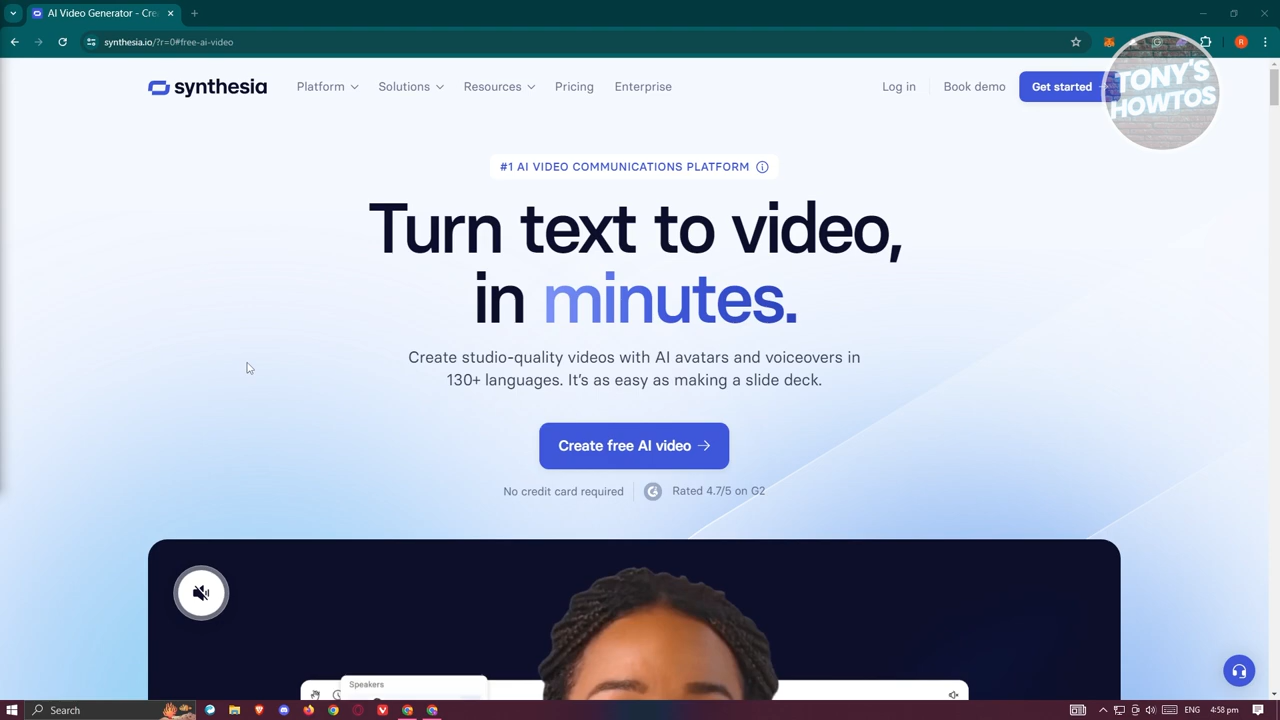 AI Video Generator - Cre
synthesia.io/?r=0#free-ai-video
synthesia
Platform
Solutions
Resources
Pricing
Enterprise
Log in
Book demo
Get started
TONY'S
HOWTOS
#1 AI VIDEO COMMUNICATIONS PLATFORM
Turn text to video,
in minutes.
Create studio-quality videos with AI avatars and voiceovers in
130+ languages. It's as easy as making a slide deck.
Create free AI video →
No credit card required
Rated 4.7/5 on G2
Speakers
Search
ENG
4:58 pm